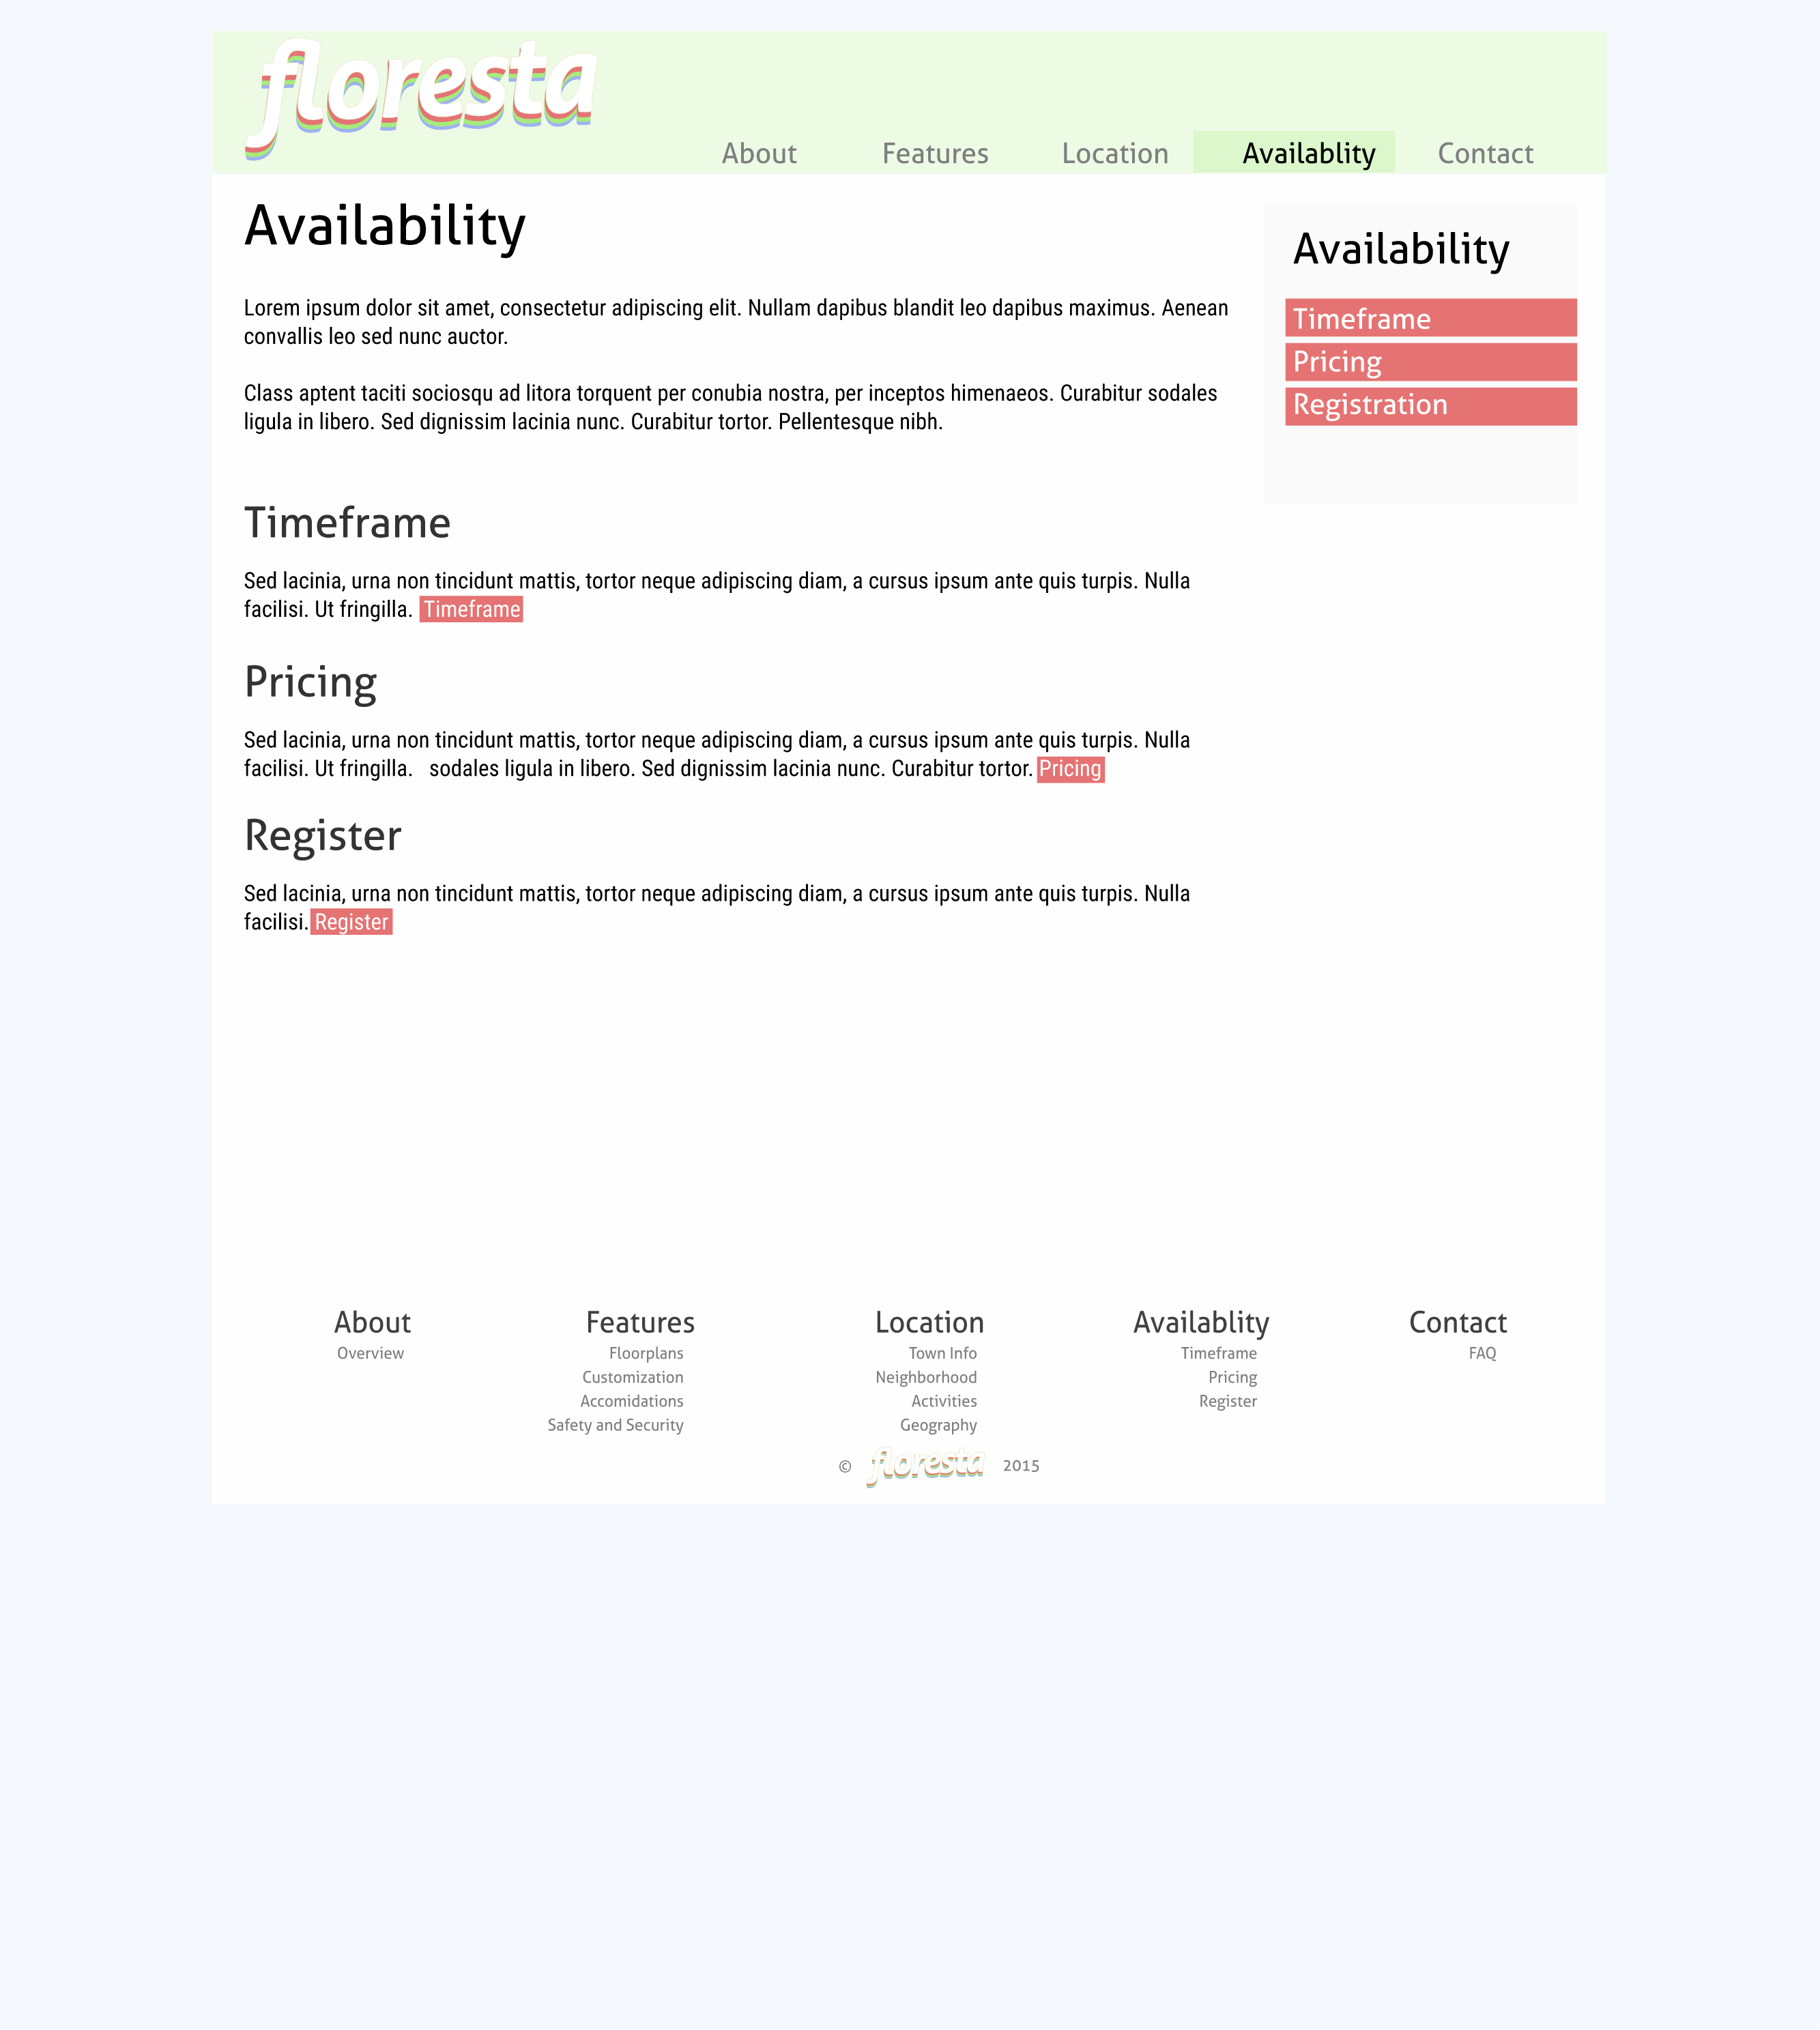 floresta
About Features Location Availablity Contact
Availability
Lorem ipsum dolor sit amet, consectetur adipiscing elit. Nullam dapibus blandit leo dapibus maximus. Aenean
convallis leo sed nunc auctor.
Class aptent taciti sociosqu ad litora torquent per conubia nostra, per inceptos himenaeos. Curabitur sodales
ligula in libero. Sed dignissim lacinia nunc. Curabitur tortor. Pellentesque nibh.
Timeframe
Sed lacinia, urna non tincidunt mattis, tortor neque adipiscing diam, a cursus ipsum ante quis turpis. Nulla
facilisi. Ut fringilla. Timeframe
Pricing
Sed lacinia, urna non tincidunt mattis, tortor neque adipiscing diam, a cursus ipsum ante quis turpis. Nulla
facilisi. Ut fringilla. sodales ligula in libero. Sed dignissim lacinia nunc. Curabitur tortor. Pricing
Register
Sed lacinia, urna non tincidunt mattis, tortor neque adipiscing diam, a cursus ipsum ante quis turpis. Nulla
facilisi. Register
Availability
Timeframe
Pricing
Registration
About
Overview
Features
Floorplans
Customization
Accomidations
Safety and Security
Location
Town Info
Neighborhood
Activities
Geography
Availablity
Timeframe
Pricing
Register
Contact
FAQ
© floresta 2015